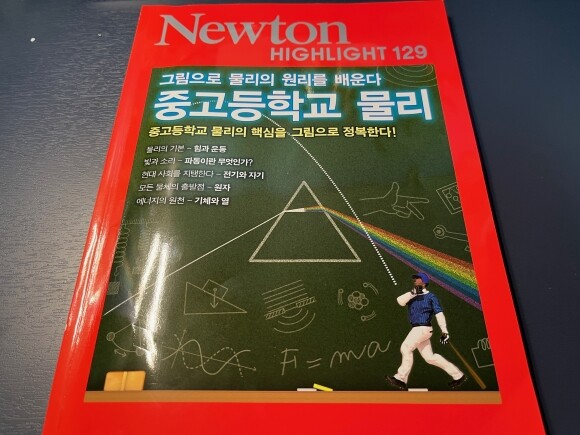 Newton
HIGHLIGHT 129
그림으로 물리의 원리를 배운다
중고등학교 물리
중고등학교 물리의 핵심을 그림으로 정복한다!
물리의 기본 – 힘과 운동
빛과 소리 – 파동이란 무엇인가?
현대 사회를 지탱한다 – 전기와 자기
모든 물체의 출발점 – 원자
에너지의 원천 – 기체와 열
F = ma